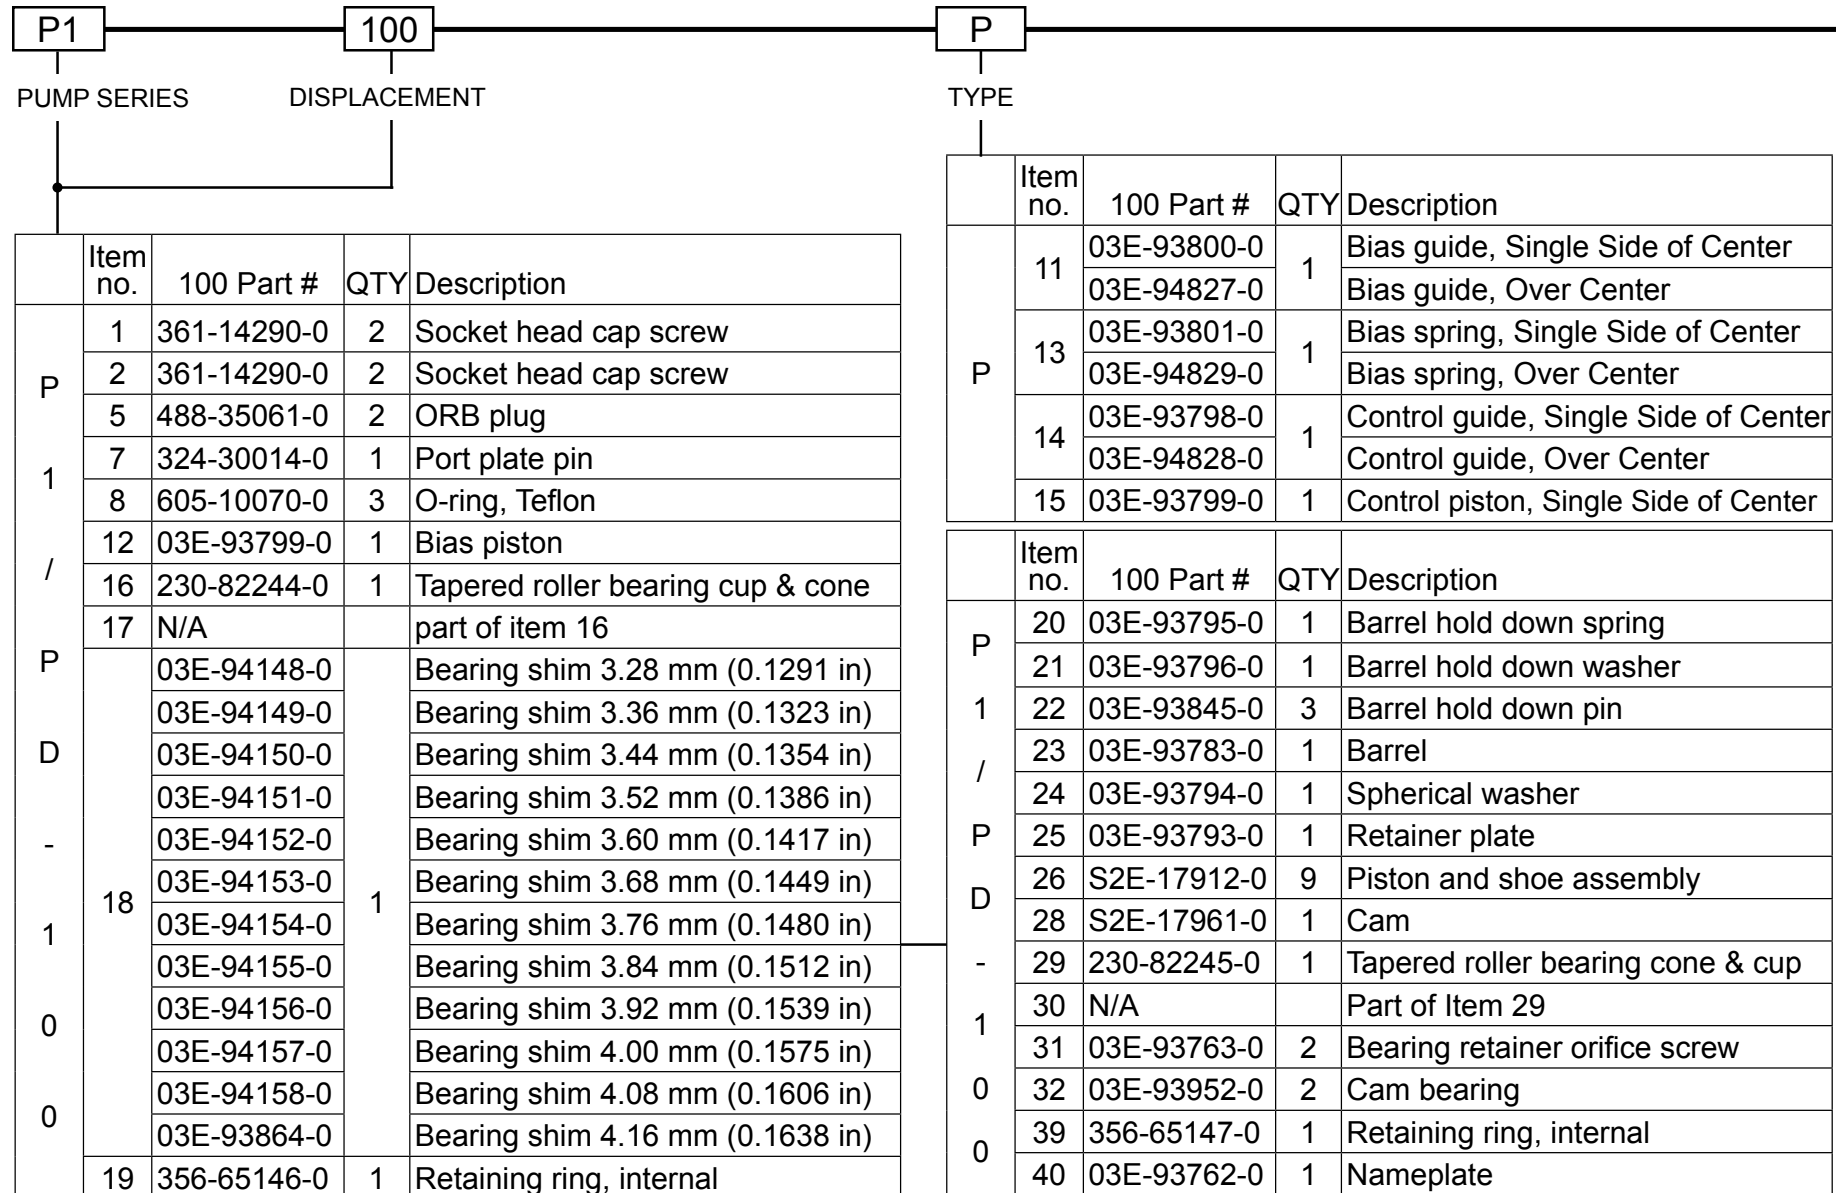 P1 100 P
PUMP SERIES DISPLACEMENT TYPE
Item no. 100 Part # QTY Description
P 1 / P D - 1 0 0
1 361-14290-0 2 Socket head cap screw
2 361-14290-0 2 Socket head cap screw
5 488-35061-0 2 ORB plug
7 324-30014-0 1 Port plate pin
8 605-10070-0 3 O-ring, Teflon
12 03E-93799-0 1 Bias piston
16 230-82244-0 1 Tapered roller bearing cup & cone
17 N/A part of item 16
18 1
03E-94148-0 Bearing shim 3.28 mm (0.1291 in)
03E-94149-0 Bearing shim 3.36 mm (0.1323 in)
03E-94150-0 Bearing shim 3.44 mm (0.1354 in)
03E-94151-0 Bearing shim 3.52 mm (0.1386 in)
03E-94152-0 Bearing shim 3.60 mm (0.1417 in)
03E-94153-0 Bearing shim 3.68 mm (0.1449 in)
03E-94154-0 Bearing shim 3.76 mm (0.1480 in)
03E-94155-0 Bearing shim 3.84 mm (0.1512 in)
03E-94156-0 Bearing shim 3.92 mm (0.1539 in)
03E-94157-0 Bearing shim 4.00 mm (0.1575 in)
03E-94158-0 Bearing shim 4.08 mm (0.1606 in)
03E-93864-0 Bearing shim 4.16 mm (0.1638 in)
19 356-65146-0 1 Retaining ring, internal
Item no. 100 Part # QTY Description
P
11 03E-93800-0 1 Bias guide, Single Side of Center
03E-94827-0 Bias guide, Over Center
13 03E-93801-0 1 Bias spring, Single Side of Center
03E-94829-0 Bias spring, Over Center
14 03E-93798-0 1 Control guide, Single Side of Center
03E-94828-0 Control guide, Over Center
15 03E-93799-0 1 Control piston, Single Side of Center
Item no. 100 Part # QTY Description
P 1 / P D - 1 0 0
20 03E-93795-0 1 Barrel hold down spring
21 03E-93796-0 1 Barrel hold down washer
22 03E-93845-0 3 Barrel hold down pin
23 03E-93783-0 1 Barrel
24 03E-93794-0 1 Spherical washer
25 03E-93793-0 1 Retainer plate
26 S2E-17912-0 9 Piston and shoe assembly
28 S2E-17961-0 1 Cam
29 230-82245-0 1 Tapered roller bearing cone & cup
30 N/A Part of Item 29
31 03E-93763-0 2 Bearing retainer orifice screw
32 03E-93952-0 2 Cam bearing
39 356-65147-0 1 Retaining ring, internal
40 03E-93762-0 1 Nameplate